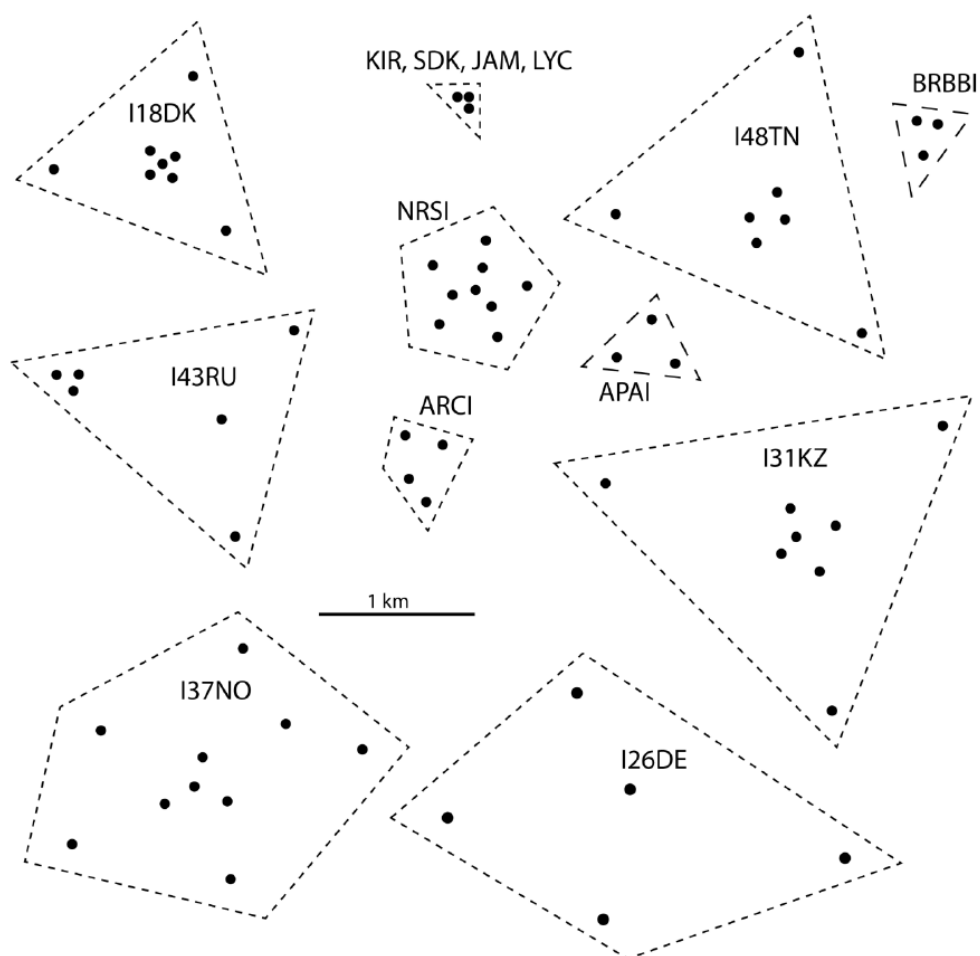 KIR, SDK, JAM, LYC
BRBBI
I18DK
I48TN
NRSI
I43RU
APAI
ARCI
I31KZ
1 km
I37NO
I26DE